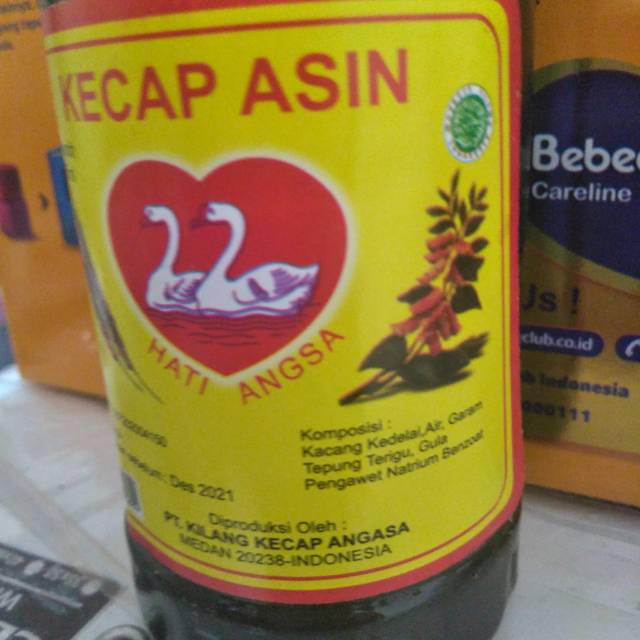 KECAP ASIN
HATI ANGSA
Komposisi :
Kacang Kedelai,Air, Garam
Tepung Terigu, Gula
Pengawet Natrium Benzoat
Des 2021
Diproduksi Oleh :
PT. KILANG KECAP ANGASA
MEDAN 20238-INDONESIA
Bebe
Careline
Us !
club.co.id
Indonesia